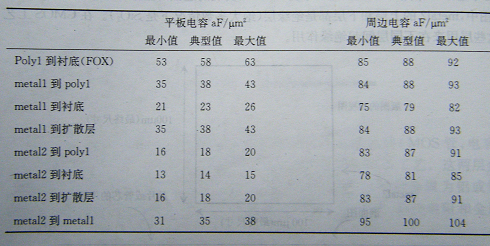 平板电容 aF/μm² 周边电容 aF/μm²
最小值 典型值 最大值 最小值 典型值 最大值
Poly1 到衬底(FOX) 53 58 63 85 88 92
metal1 到 poly1 35 38 43 84 88 93
metal1 到衬底 21 23 26 75 79 82
metal1 到扩散层 35 38 43 84 88 93
metal2 到 poly1 16 18 20 83 87 91
metal2 到衬底 13 14 15 78 81 85
metal2 到扩散层 16 18 20 83 87 91
metal2 到 metal1 31 35 38 95 100 104